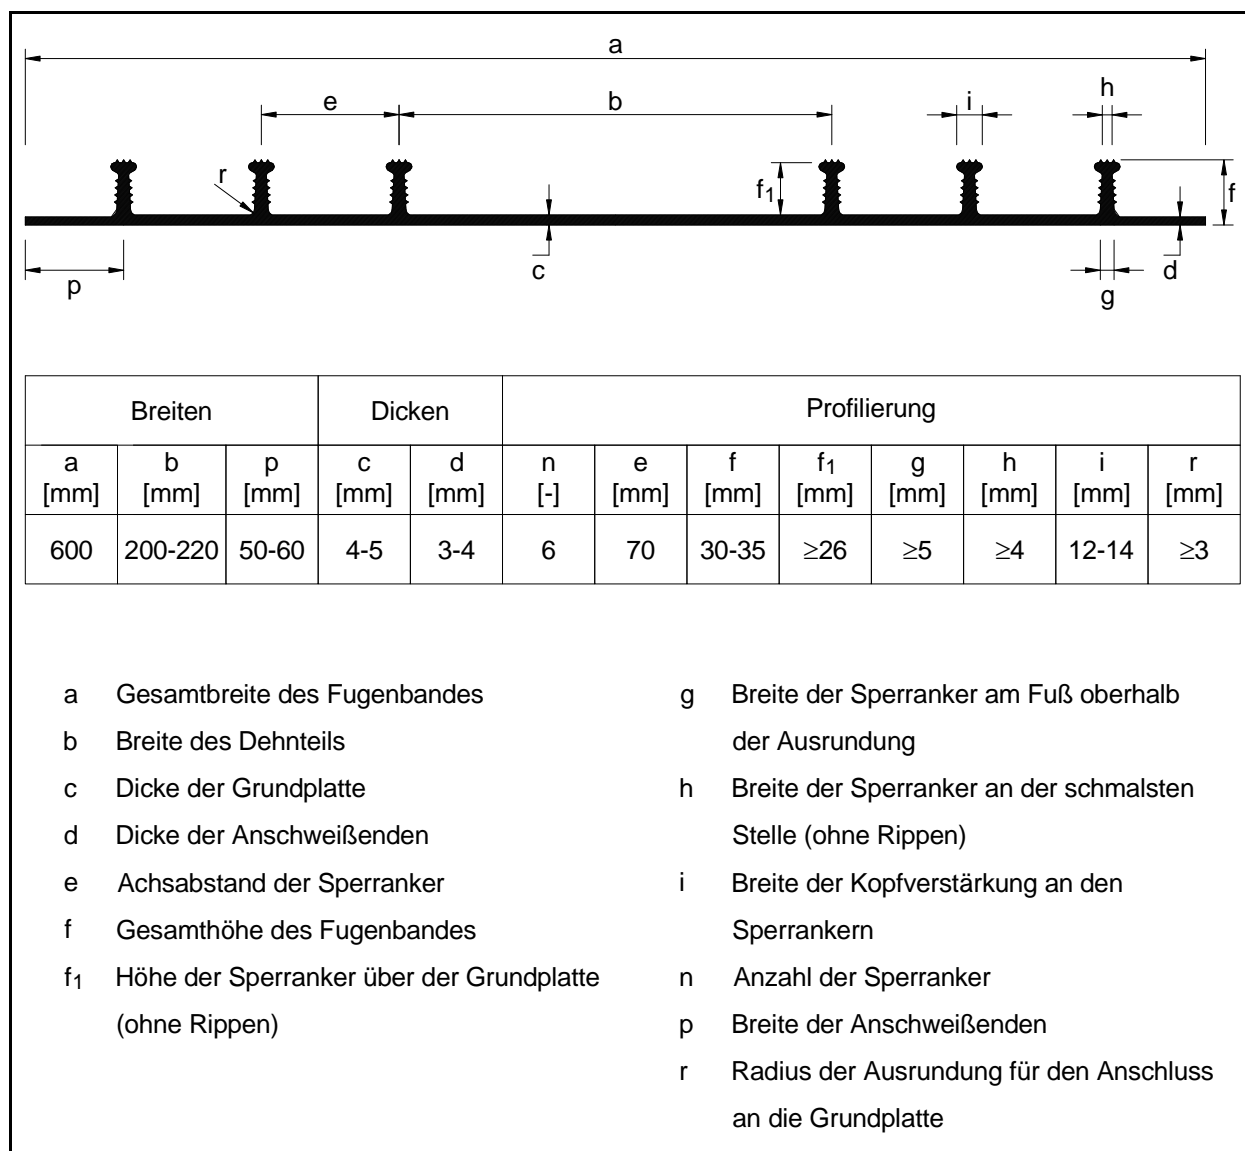 a
e
b
i
h
r
f1
f
p
c
g
d
Breiten Dicken Profilierung
a b p c d n e f f1 g h i r
[mm] [mm] [mm] [mm] [mm] [-] [mm] [mm] [mm] [mm] [mm] [mm] [mm]
600 200-220 50-60 4-5 3-4 6 70 30-35 ≥26 ≥5 ≥4 12-14 ≥3
a Gesamtbreite des Fugenbandes
b Breite des Dehnteils
c Dicke der Grundplatte
d Dicke der Anschweißenden
e Achsabstand der Sperranker
f Gesamthöhe des Fugenbandes
f1 Höhe der Sperranker über der Grundplatte
(ohne Rippen)
g Breite der Sperranker am Fuß oberhalb
der Ausrundung
h Breite der Sperranker an der schmalsten
Stelle (ohne Rippen)
i Breite der Kopfverstärkung an den
Sperrankern
n Anzahl der Sperranker
p Breite der Anschweißenden
r Radius der Ausrundung für den Anschluss
an die Grundplatte